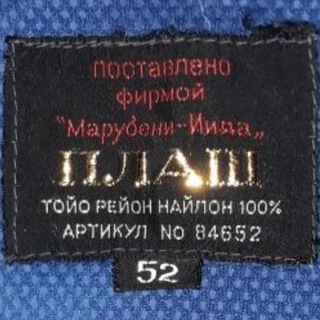 поставлено
фирмой
"Марубени-Иида„
ПЛАЩ
ТОЙО РЕЙОН НАЙЛОН 100%
АРТИКУЛ NO 84652
52